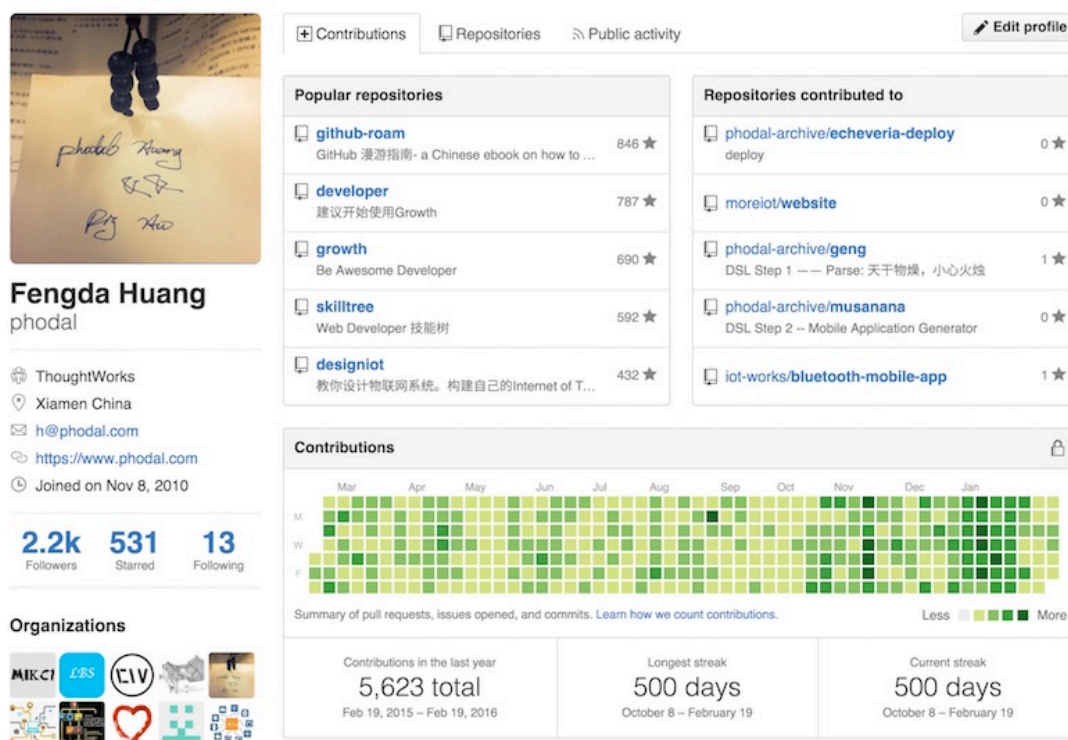 Contributions
Repositories
Public activity
Edit profile
phodal Huang
Fengda Huang
phodal
ThoughtWorks
Xiamen China
h@phodal.com
https://www.phodal.com
Joined on Nov 8, 2010
2.2k 531 13
Followers Starred Following
Organizations
MIKCI LBS CIV
Popular repositories
github-roam 846
GitHub 漫游指南- a Chinese ebook on how to ...
developer 787
建议开始使用Growth
growth 690
Be Awesome Developer
skilltree 592
Web Developer 技能树
designiot 432
教你设计物联网系统。构建自己的Internet of T...
Repositories contributed to
phodal-archive/echeveria-deploy 0
deploy
moreiot/website 0
phodal-archive/geng 1
DSL Step 1 —— Parse: 天干物燥，小心火烛
phodal-archive/musanana 0
DSL Step 2 -- Mobile Application Generator
iot-works/bluetooth-mobile-app 1
Contributions
Mar Apr May Jun Jul Aug Sep Oct Nov Dec Jan
M
W
F
Summary of pull requests, issues opened, and commits. Learn how we count contributions.
Less More
Contributions in the last year
5,623 total
Feb 19, 2015 – Feb 19, 2016
Longest streak
500 days
October 8 – February 19
Current streak
500 days
October 8 – February 19